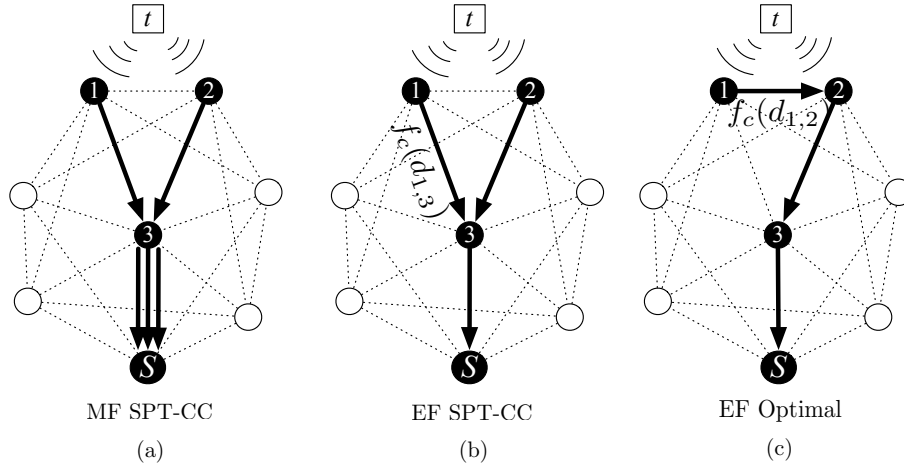 t
t
t
1
2
1
2
1
2
f_c(d_{1,3})
f_c(d_{1,2})
3
3
3
S
S
S
MF SPT-CC
EF SPT-CC
EF Optimal
(a)
(b)
(c)